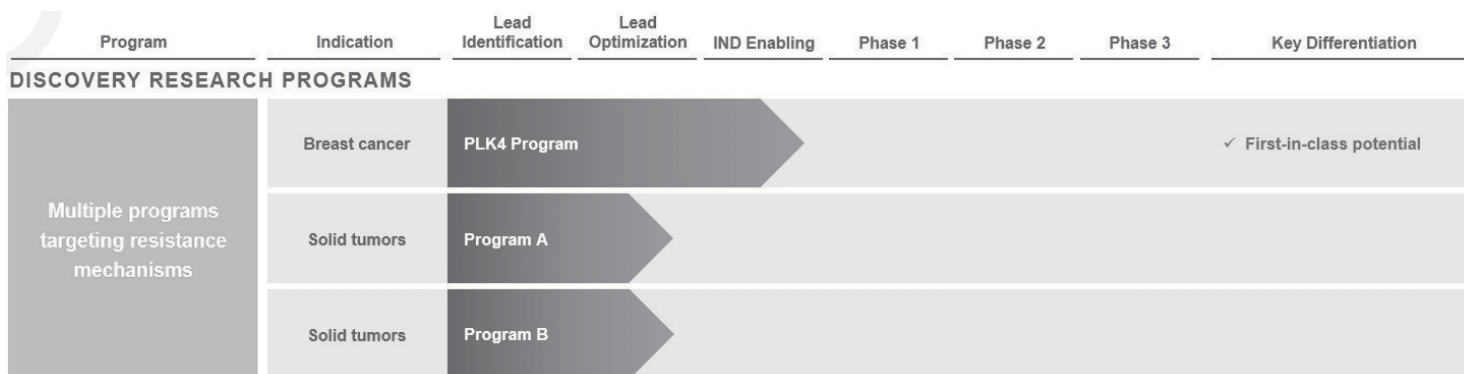 Program
Indication
Lead
Identification
Lead
Optimization
IND Enabling
Phase 1
Phase 2
Phase 3
Key Differentiation
DISCOVERY RESEARCH PROGRAMS
Multiple programs
targeting resistance
mechanisms
Breast cancer
PLK4 Program
✓ First-in-class potential
Solid tumors
Program A
Solid tumors
Program B